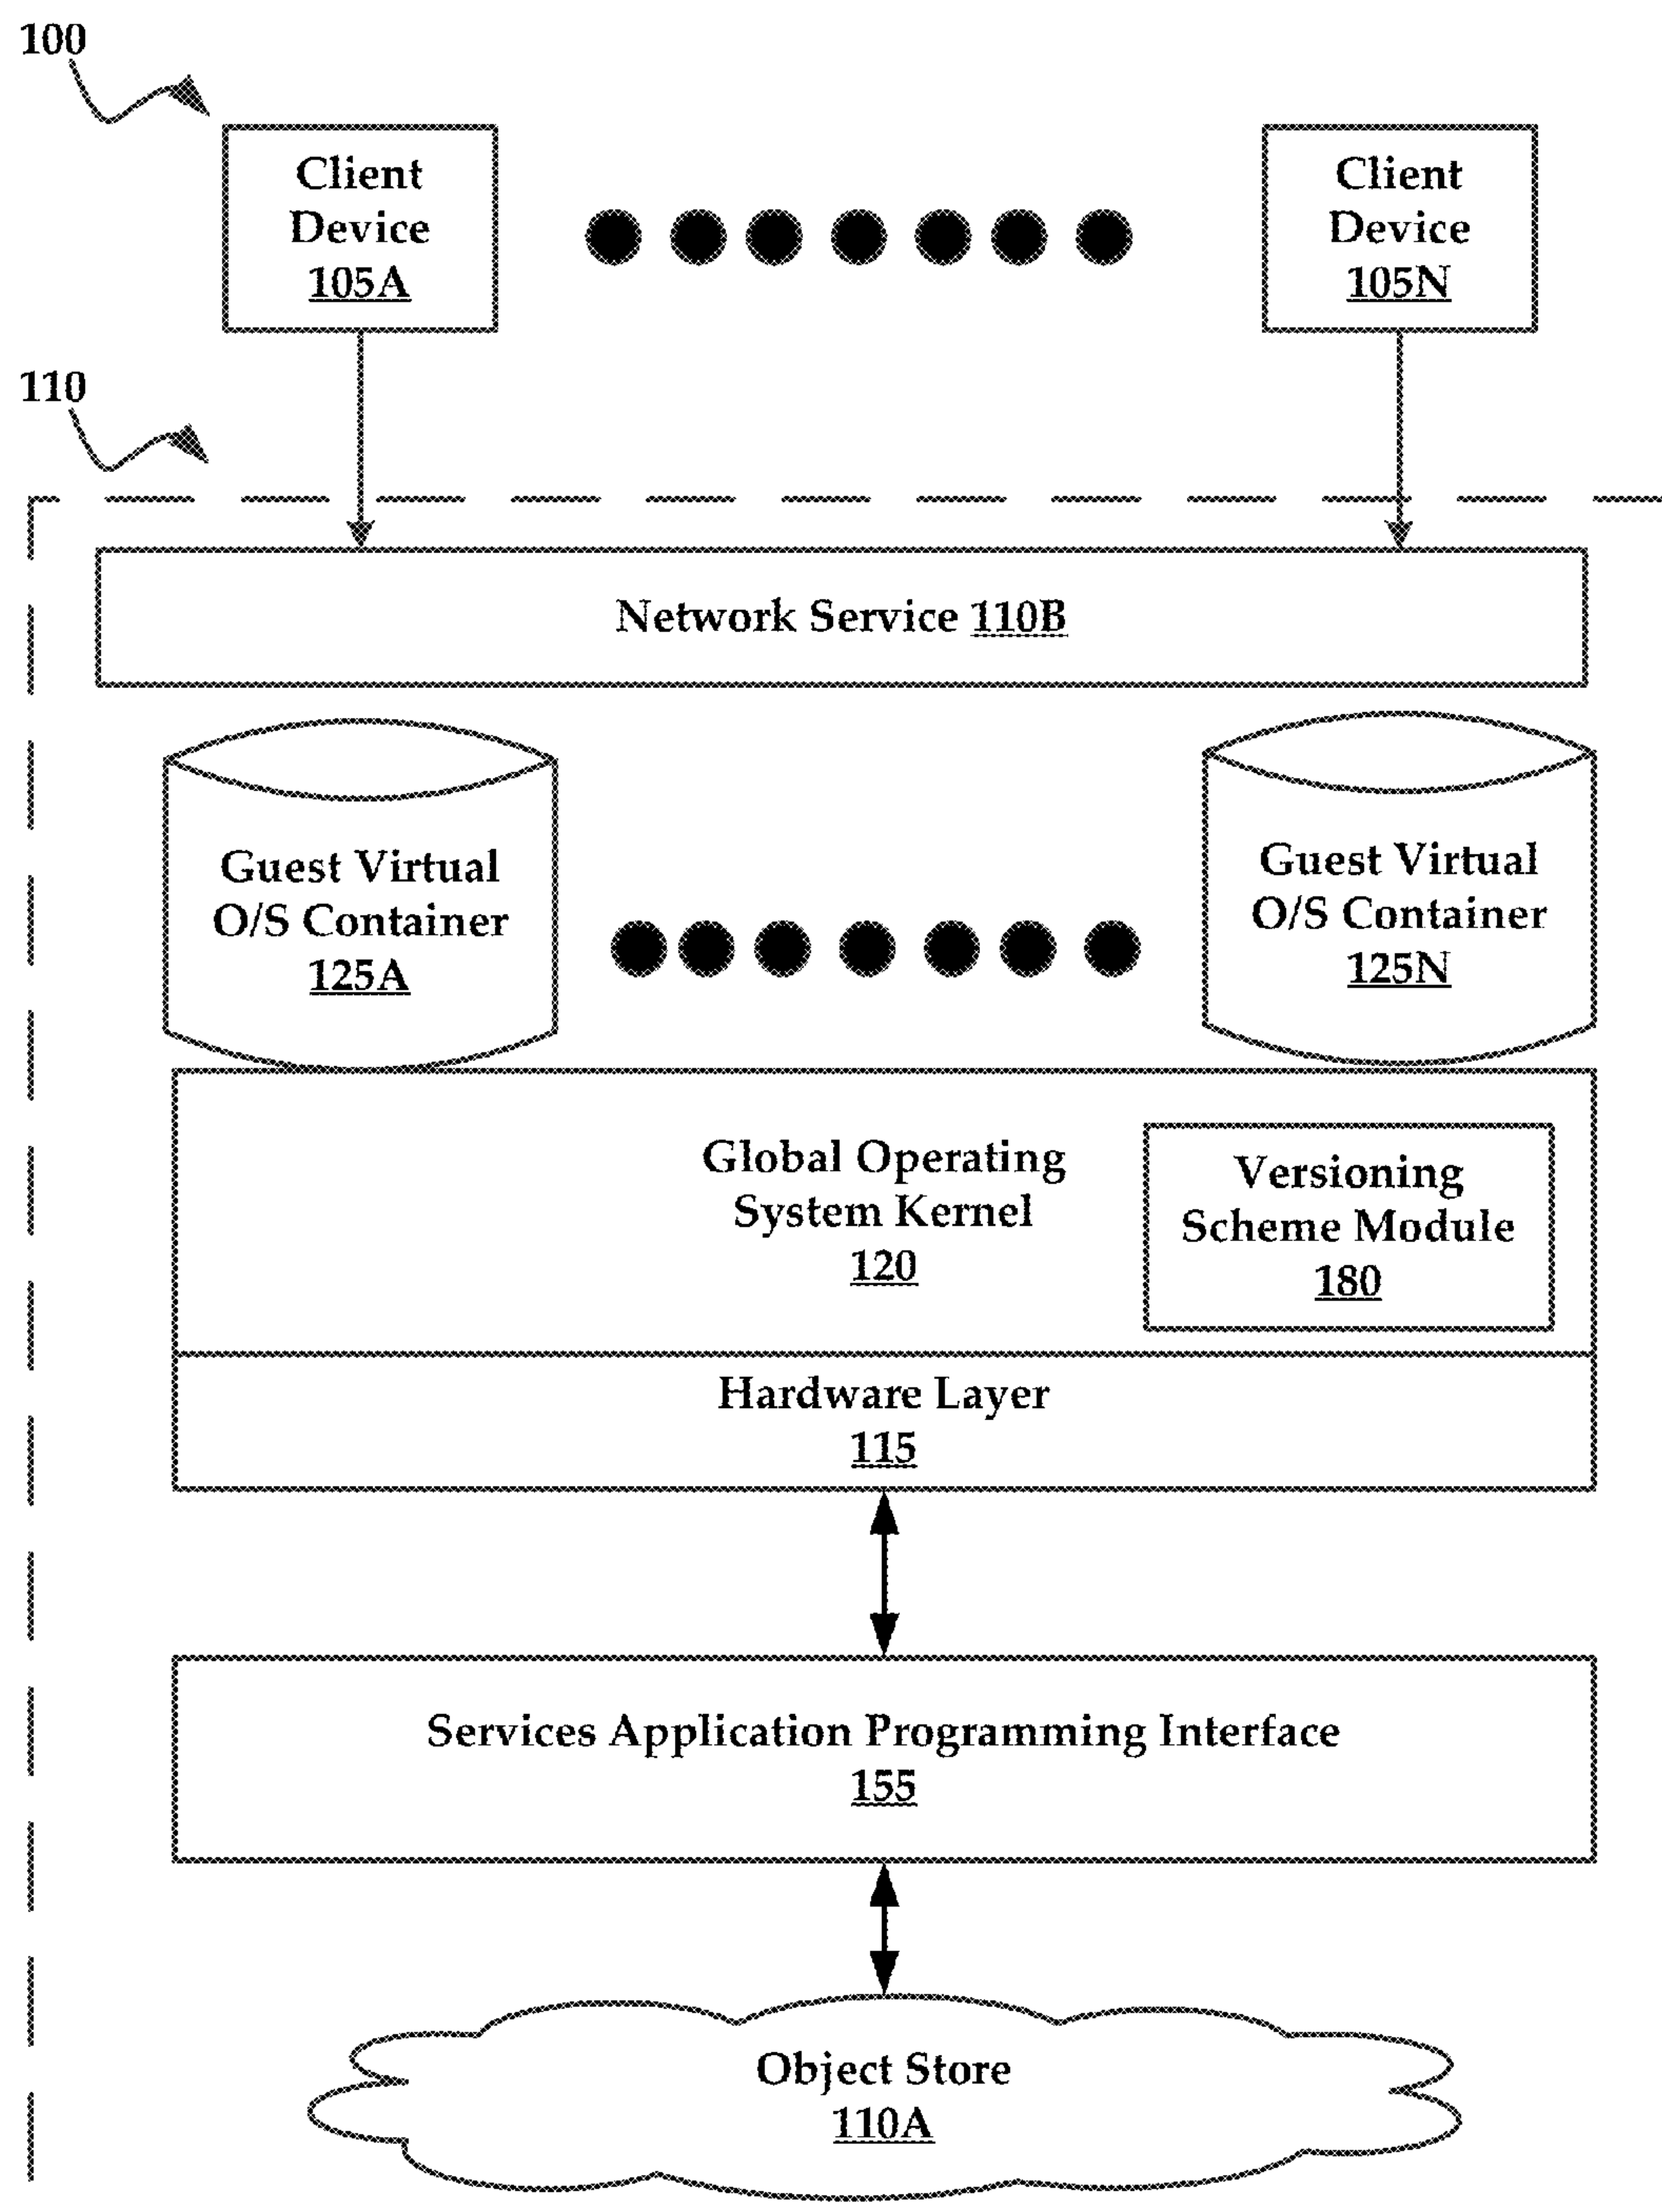 100
Client
Device
105A
Client
Device
105N
110
Network Service 110B
Guest Virtual
O/S Container
125A
Guest Virtual
O/S Container
125N
Global Operating
System Kernel
120
Versioning
Scheme Module
180
Hardware Layer
115
Services Application Programming Interface
155
Object Store
110A